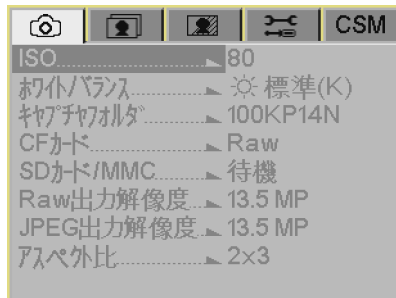 CSM
ISO 80
ホワイトバランス 標準(K)
キャプチャフォルダ 100KP14N
CFカード Raw
SDカード/MMC 待機
Raw出力解像度 13.5 MP
JPEG出力解像度 13.5 MP
アスペクト比 2×3